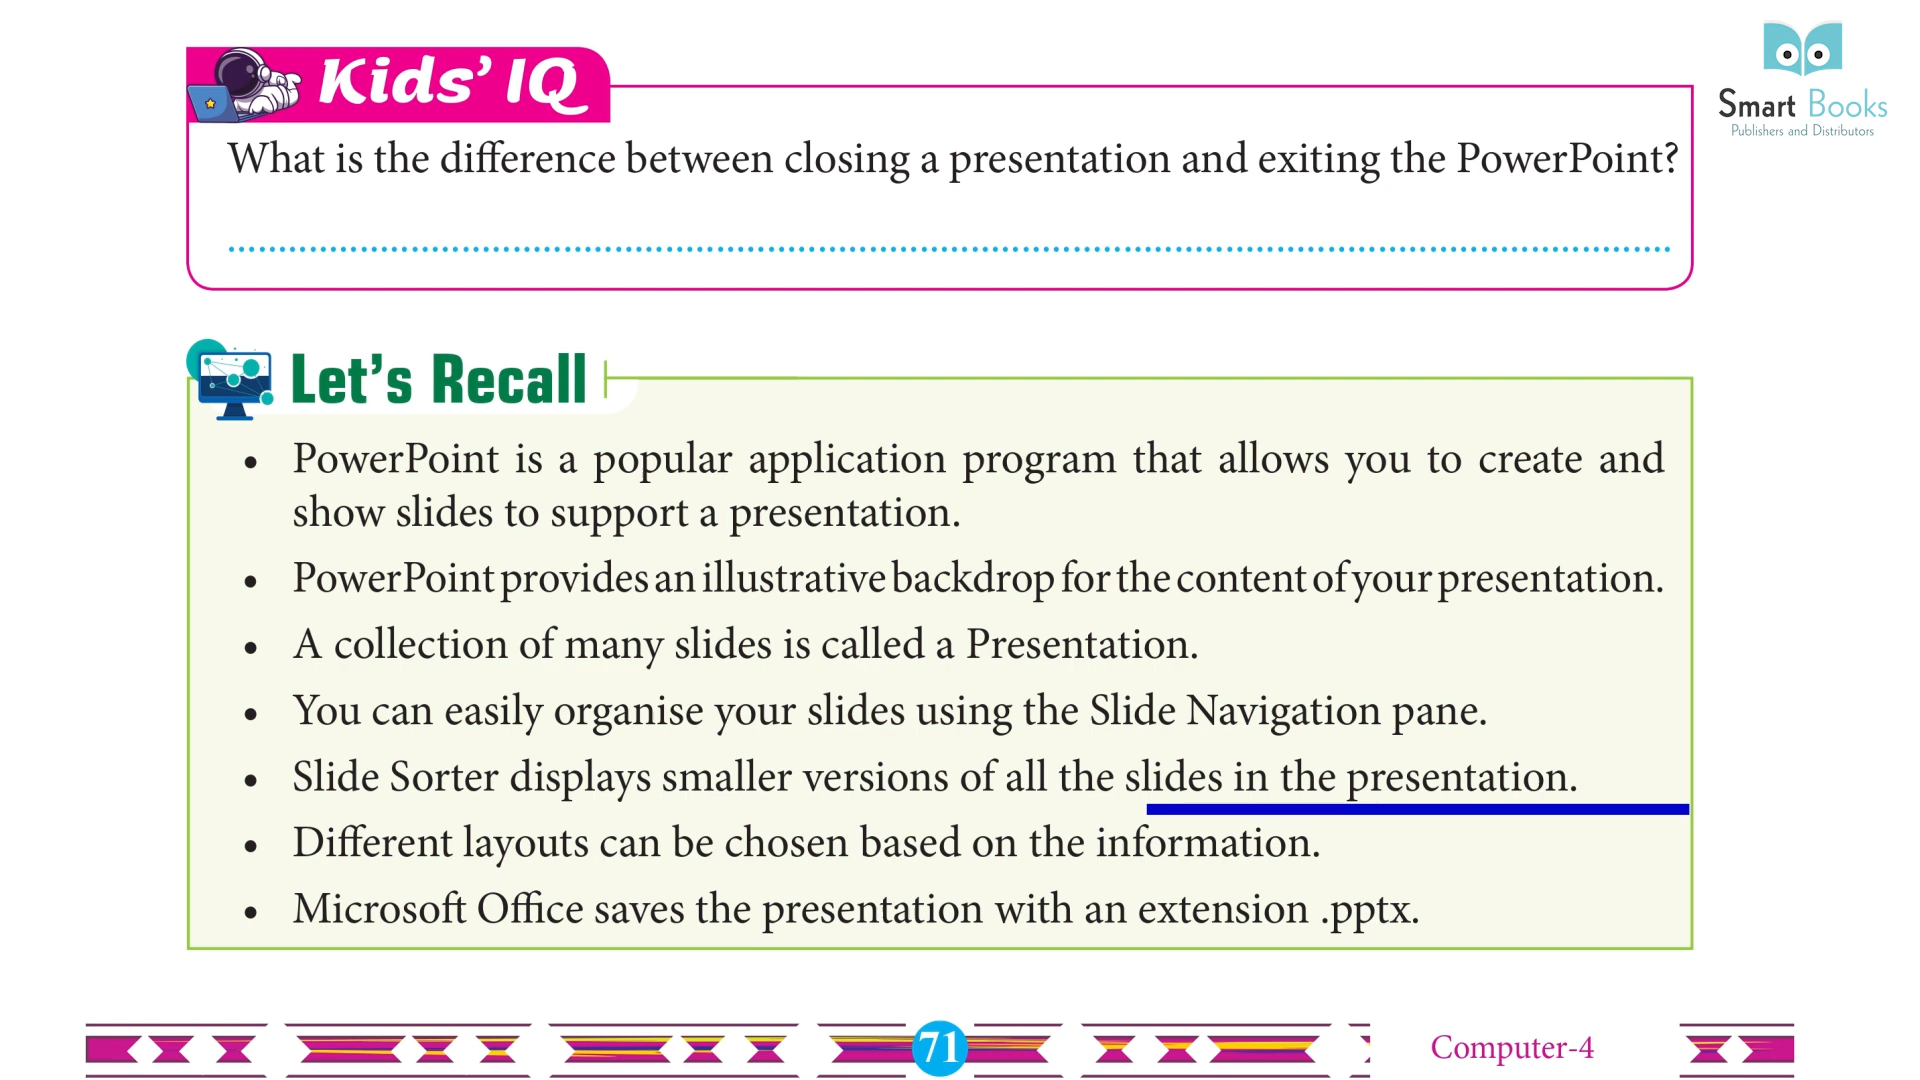 Kids' IQ
Smart Books
Publishers and Distributors
What is the difference between closing a presentation and exiting the PowerPoint?
Let's Recall
• PowerPoint is a popular application program that allows you to create and
show slides to support a presentation.
• PowerPoint provides an illustrative backdrop for the content of your presentation.
• A collection of many slides is called a Presentation.
• You can easily organise your slides using the Slide Navigation pane.
• Slide Sorter displays smaller versions of all the slides in the presentation.
• Different layouts can be chosen based on the information.
• Microsoft Office saves the presentation with an extension .pptx.
71
Computer-4